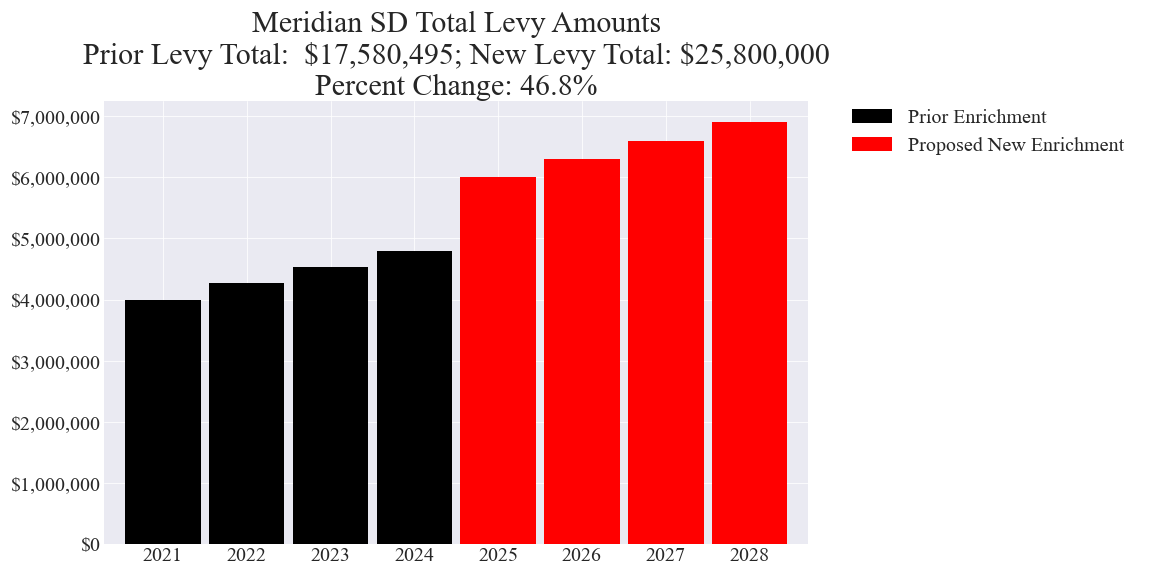 Meridian SD Total Levy Amounts
Prior Levy Total:  $17,580,495; New Levy Total: $25,800,000
Percent Change: 46.8%
$7,000,000
$6,000,000
$5,000,000
$4,000,000
$3,000,000
$2,000,000
$1,000,000
$0
2021 2022 2023 2024 2025 2026 2027 2028
Prior Enrichment
Proposed New Enrichment